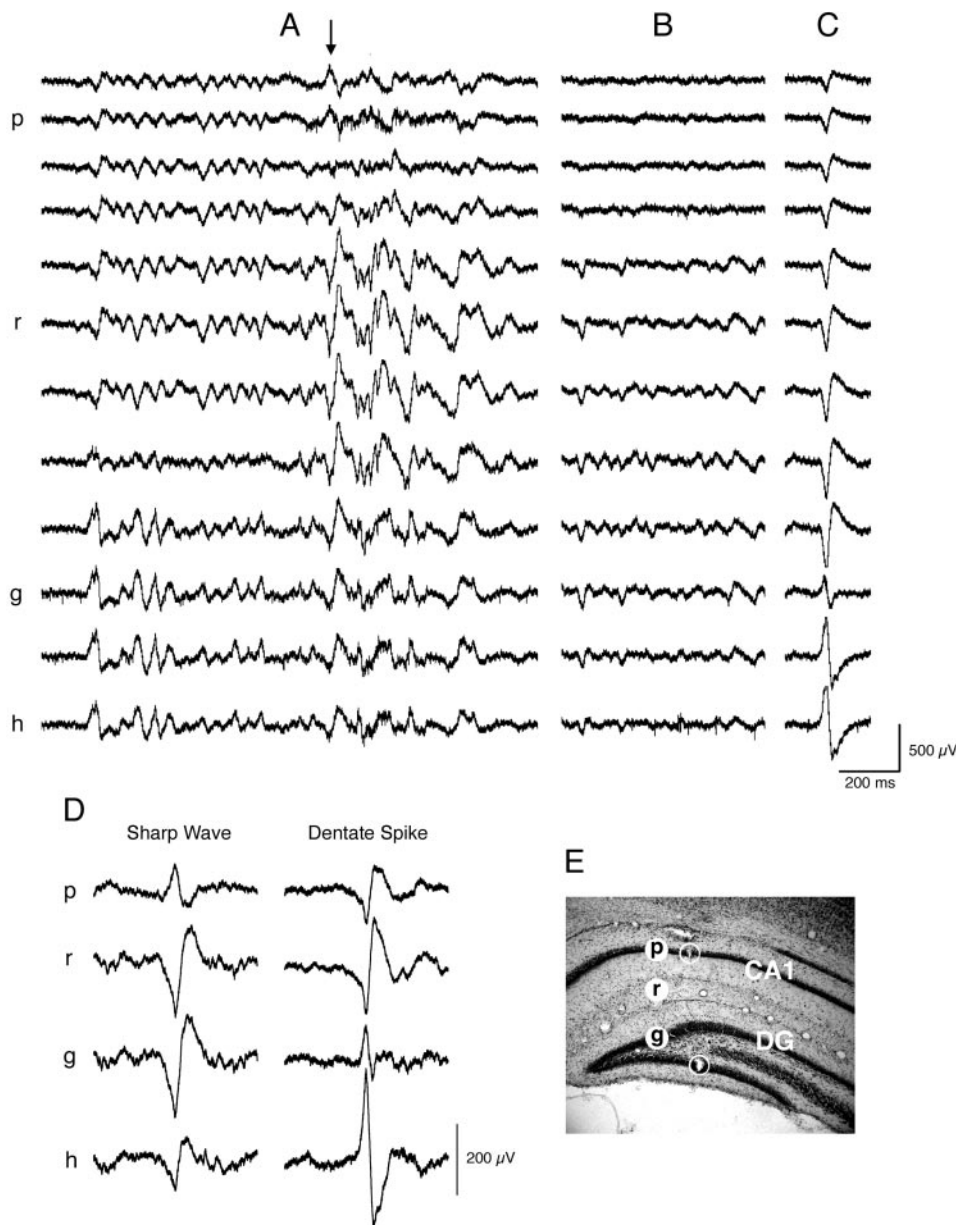 A
B
C
p
r
g
h
500 µV
200 ms
D
Sharp Wave
Dentate Spike
p
r
g
h
200 µV
E
p
CA1
r
g
DG